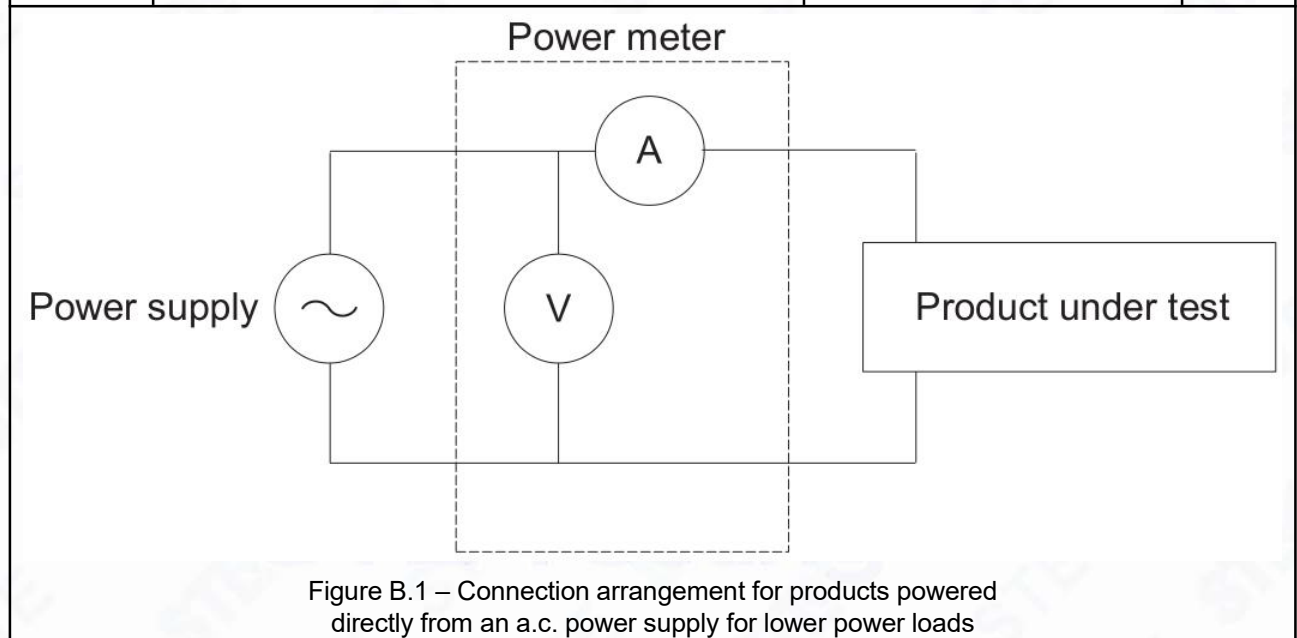 Power meter
A
Power supply
V
Product under test
Figure B.1 – Connection arrangement for products powered
directly from an a.c. power supply for lower power loads